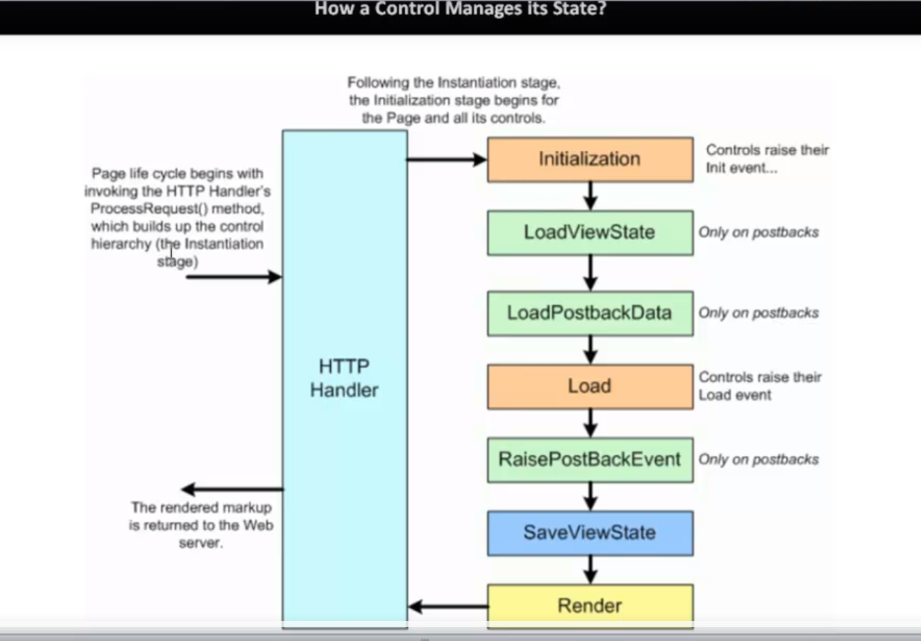 How a Control Manages its State?
Following the Instantiation stage,
the Initialization stage begins for
the Page and all its controls.
Page life cycle begins with
invoking the HTTP Handler's
ProcessRequest() method,
which builds up the control
hierarchy (the Instantiation
stage)
HTTP
Handler
The rendered markup
is returned to the Web
server.
Initialization
Controls raise their
Init event...
LoadViewState
Only on postbacks
LoadPostbackData
Only on postbacks
Load
Controls raise their
Load event
RaisePostBackEvent
Only on postbacks
SaveViewState
Render